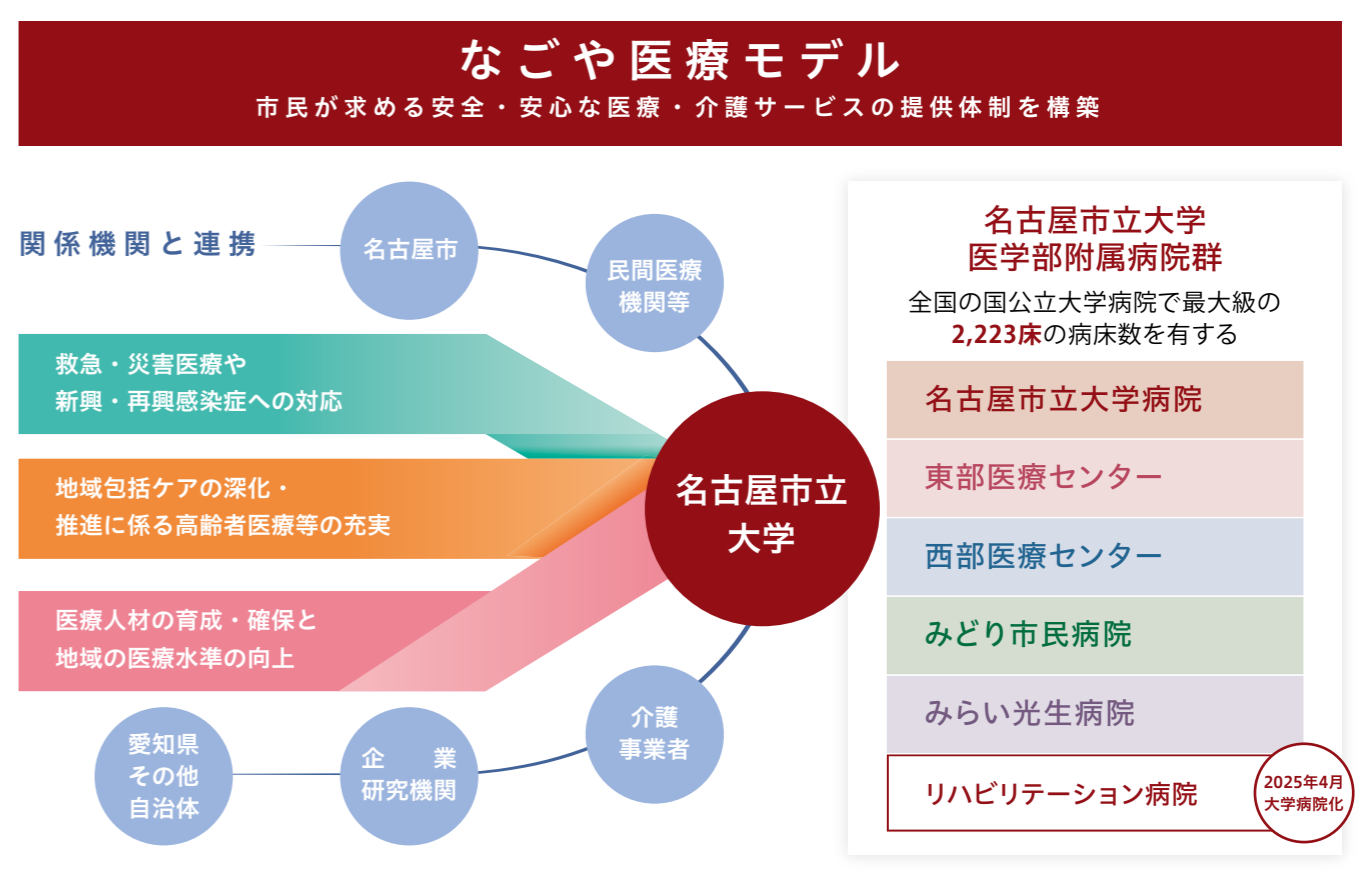 なごや医療モデル
市民が求める安全・安心な医療・介護サービスの提供体制を構築
関係機関と連携
名古屋市
民間医療
機関等
救急・災害医療や
新興・再興感染症への対応
地域包括ケアの深化・
推進に係る高齢者医療等の充実
医療人材の育成・確保と
地域の医療水準の向上
名古屋市立
大学
介護
事業者
企　業
研究機関
愛知県
その他
自治体
名古屋市立大学
医学部附属病院群
全国の国公立大学病院で最大級の
2,223床の病床数を有する
名古屋市立大学病院
東部医療センター
西部医療センター
みどり市民病院
みらい光生病院
リハビリテーション病院
2025年4月
大学病院化